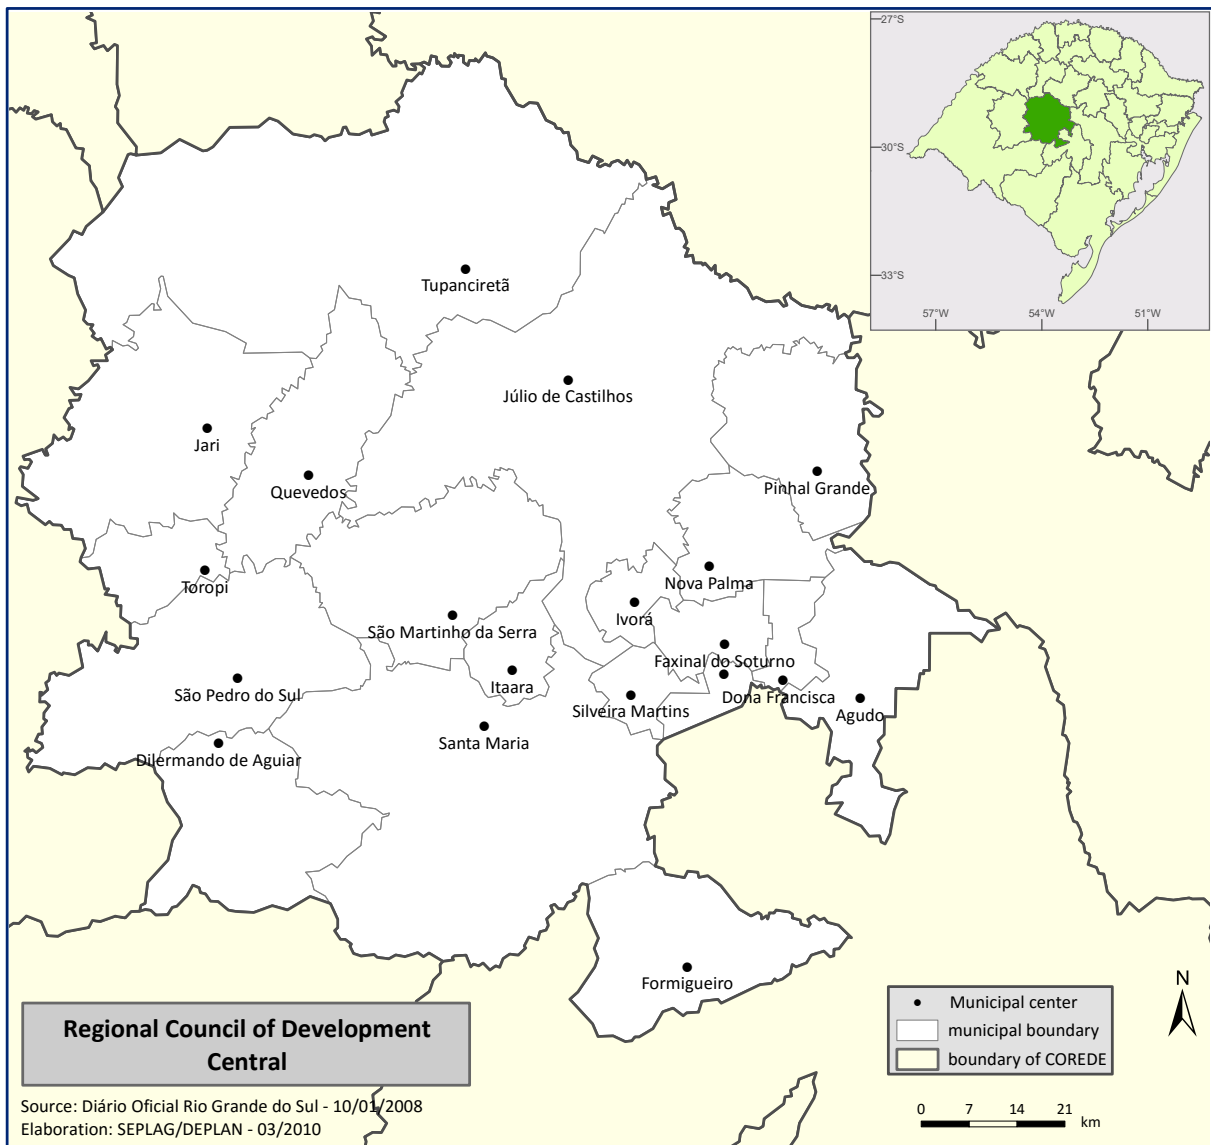 27°S
30°S
33°S
57°W
54°W
51°W
Tupanciretã
Júlio de Castilhos
Jari
Quevedos
Pinhal Grande
Toropi
Nova Palma
Ivorá
São Martinho da Serra
Faxinal do Soturno
Itaara
São Pedro do Sul
Dona Francisca
Silveira Martins
Agudo
Santa Maria
Dilermando de Aguiar
Formigueiro
N
Regional Council of Development
Central
Municipal center
municipal boundary
boundary of COREDE
Source: Diário Oficial Rio Grande do Sul - 10/01/2008
Elaboration: SEPLAG/DEPLAN - 03/2010
0 7 14 21
km